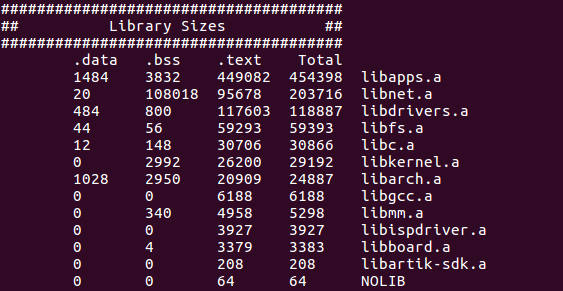 ######################################
##          Library Sizes           ##
######################################
        .data   .bss    .text   Total
        1484    3832    449082  454398  libapps.a
        20      108018  95678   203716  libnet.a
        484     800     117603  118887  libdrivers.a
        44      56      59293   59393   libfs.a
        12      148     30706   30866   libc.a
        0       2992    26200   29192   libkernel.a
        1028    2950    20909   24887   libarch.a
        0       0       6188    6188    libgcc.a
        0       340     4958    5298    libmm.a
        0       0       3927    3927    libispdriver.a
        0       4       3379    3383    libboard.a
        0       0       208     208     libartik-sdk.a
        0       0       64      64      NOLIB